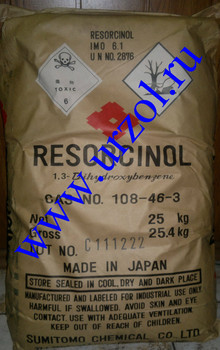 RESORCINOL
IMO 6.1
UN NO. 2876
TOXIC
6
RESORCINOL
1.3-Dihydroxybenzene
CAS NO. 108-46-3
Net 25 kg
Gross 25.4 kg
LOT NO. C111222
MADE IN JAPAN
STORE SEALED IN COOL, DRY AND DARK PLACE
MANUFACTURED AND LABELED FOR INDUSTRIAL USE ONLY
HARMFUL IF SWALLOWED. AVOID SKIN AND EYE
CONTACT. USE WITH ADEQUATE VENTILATION.
KEEP OUT OF REACH OF CHILDREN.
SUMITOMO CHEMICAL CO., LTD.
www.urzol.ru